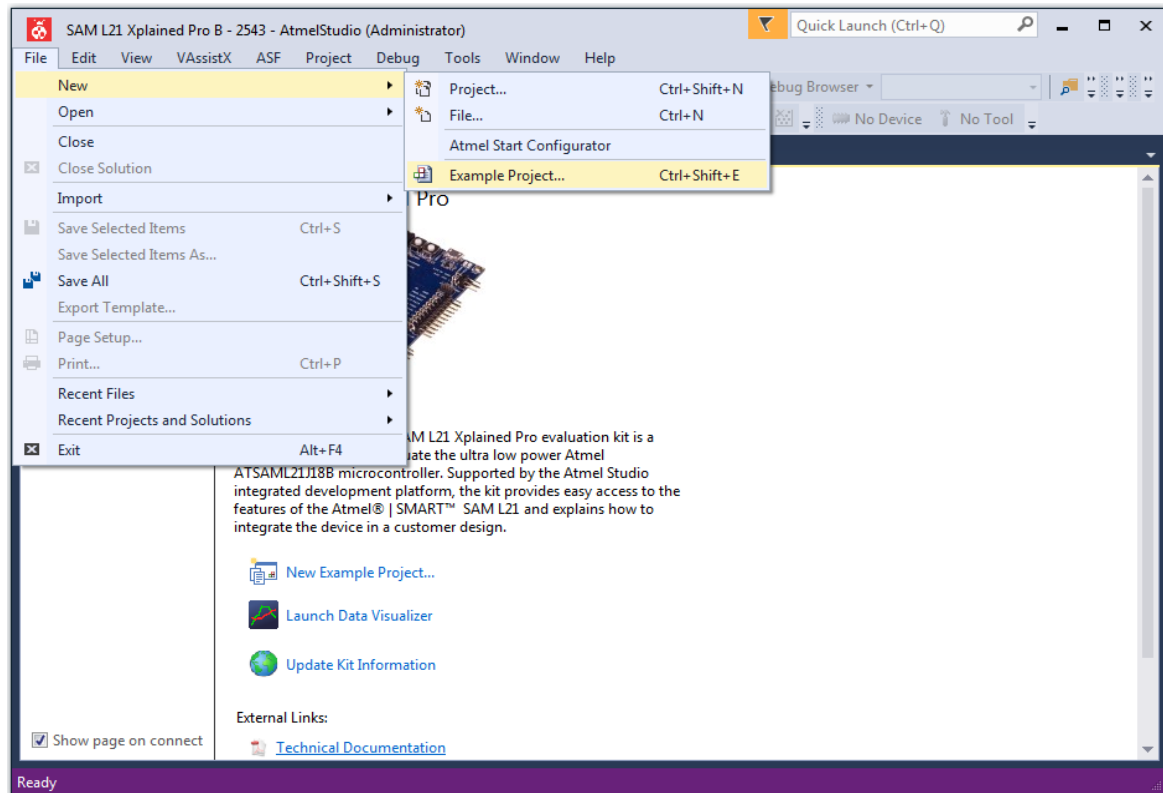 SAM L21 Xplained Pro B - 2543 - AtmelStudio (Administrator)
Quick Launch (Ctrl+Q)
File Edit View VAssistX ASF Project Debug Tools Window Help
New
Open
Close
Close Solution
Import
Save Selected Items Ctrl+S
Save Selected Items As...
Save All Ctrl+Shift+S
Export Template...
Page Setup...
Print... Ctrl+P
Recent Files
Recent Projects and Solutions
Exit Alt+F4
Project... Ctrl+Shift+N
File... Ctrl+N
Atmel Start Configurator
Example Project... Ctrl+Shift+E
ebug Browser
No Device No Tool
Pro
AM L21 Xplained Pro evaluation kit is a
uate the ultra low power Atmel
ATSAML21J18B microcontroller. Supported by the Atmel Studio
integrated development platform, the kit provides easy access to the
features of the Atmel® | SMART™ SAM L21 and explains how to
integrate the device in a customer design.
New Example Project...
Launch Data Visualizer
Update Kit Information
External Links:
Technical Documentation
Show page on connect
Ready